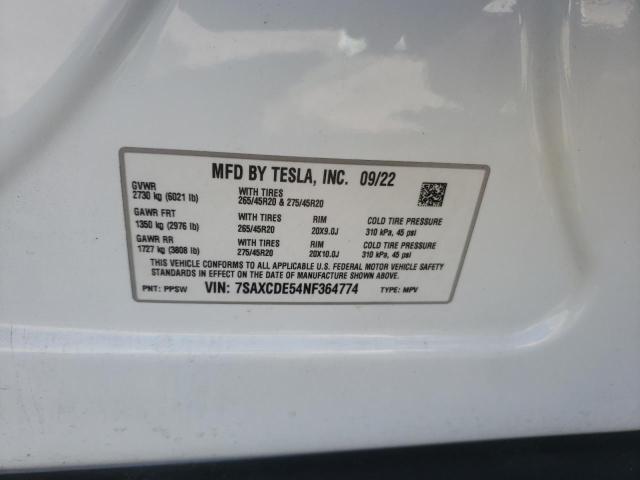 MFD BY TESLA, INC. 09/22
GVWR
2730 kg (6021 lb) WITH TIRES 265/45R20 & 275/45R20
GAWR FRT WITH TIRES RIM COLD TIRE PRESSURE
1350 kg (2976 lb) 265/45R20 20X9.0J 310 kPa, 45 psi
GAWR RR WITH TIRES RIM COLD TIRE PRESSURE
1727 kg (3808 lb) 275/45R20 20X10.0J 310 kPa, 45 psi
THIS VEHICLE CONFORMS TO ALL APPLICABLE U.S. FEDERAL MOTOR VEHICLE SAFETY
STANDARDS IN EFFECT ON THE DATE OF MANUFACTURE SHOWN ABOVE.
PNT: PPSW VIN: 7SAXCDE54NF364774 TYPE: MPV